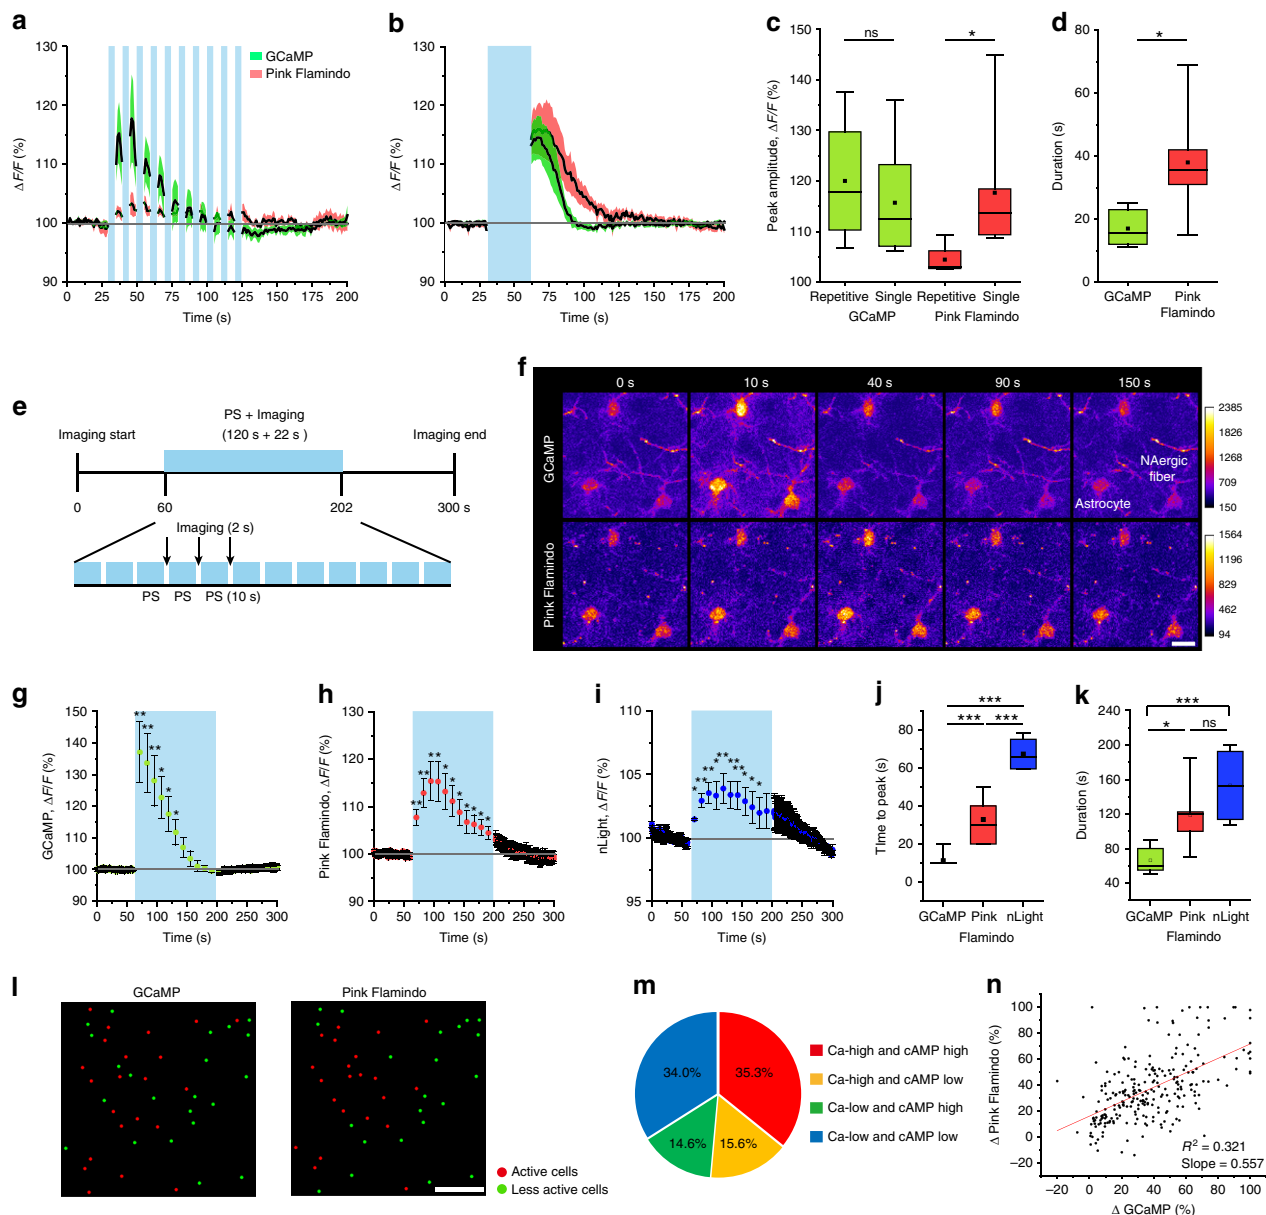 a
130
120
110
100
90
ΔF/F (%)
GCaMP
Pink Flamindo
0 25 50 75 100 125 150 175 200
Time (s)
b
130
120
110
100
90
ΔF/F (%)
0 25 50 75 100 125 150 175 200
Time (s)
c
150
140
130
120
110
100
Peak amplitude, ΔF/F (%)
ns
*
Repetitive Single Repetitive Single
GCaMP Pink Flamindo
d
80
60
40
20
0
Duration (s)
*
GCaMP Pink
Flamindo
e
PS + Imaging
(120 s + 22 s )
Imaging start
Imaging end
0 60 202 300 s
Imaging (2 s)
PS PS PS (10 s)
f
0 s 10 s 40 s 90 s 150 s
GCaMP
NAergic
fiber
Astrocyte
2385
1826
1268
709
150
Pink Flamindo
1564
1196
829
462
94
g
150
140
130
120
110
100
90
GCaMP, ΔF/F (%)
** ** ** * * *
0 50 100 150 200 250 300
Time (s)
h
130
120
110
100
90
Pink Flamindo, ΔF/F (%)
* ** ** ** * * * * * *
0 50 100 150 200 250 300
Time (s)
i
110
105
100
95
nLight, ΔF/F (%)
* ** ** ** ** ** ** * * *
0 50 100 150 200 250 300
Time (s)
j
80
60
40
20
0
TIme to peak (s)
***
*** ***
GCaMP Pink nLight
Flamindo
k
240
200
160
120
80
40
Duration (s)
***
* ns
GCaMP Pink nLight
Flamindo
l
GCaMP
Pink Flamindo
Active cells
Less active cells
m
34.0%
35.3%
14.6%
15.6%
Ca-high and cAMP high
Ca-high and cAMP low
Ca-low and cAMP high
Ca-low and cAMP low
n
100
80
60
40
20
0
−20
Δ Pink Flamindo (%)
R² = 0.321
Slope = 0.557
−20 0 20 40 60 80 100
Δ GCaMP (%)